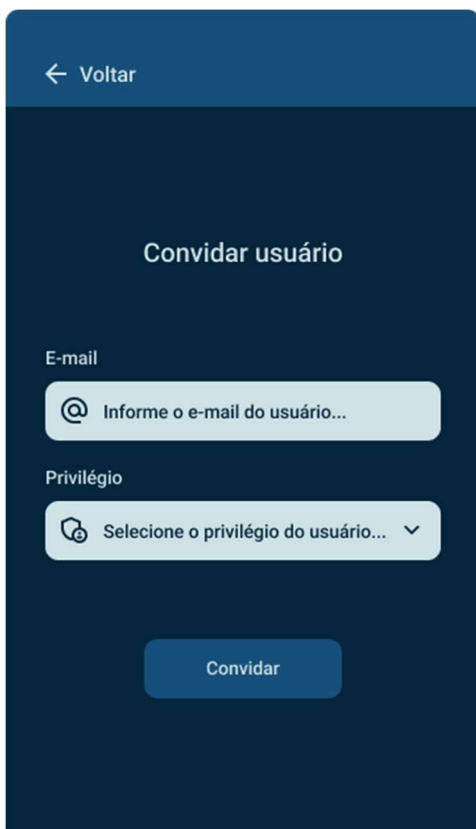 Voltar
Convidar usuário
E-mail
Informe o e-mail do usuário...
Privilégio
Selecione o privilégio do usuário...
Convidar